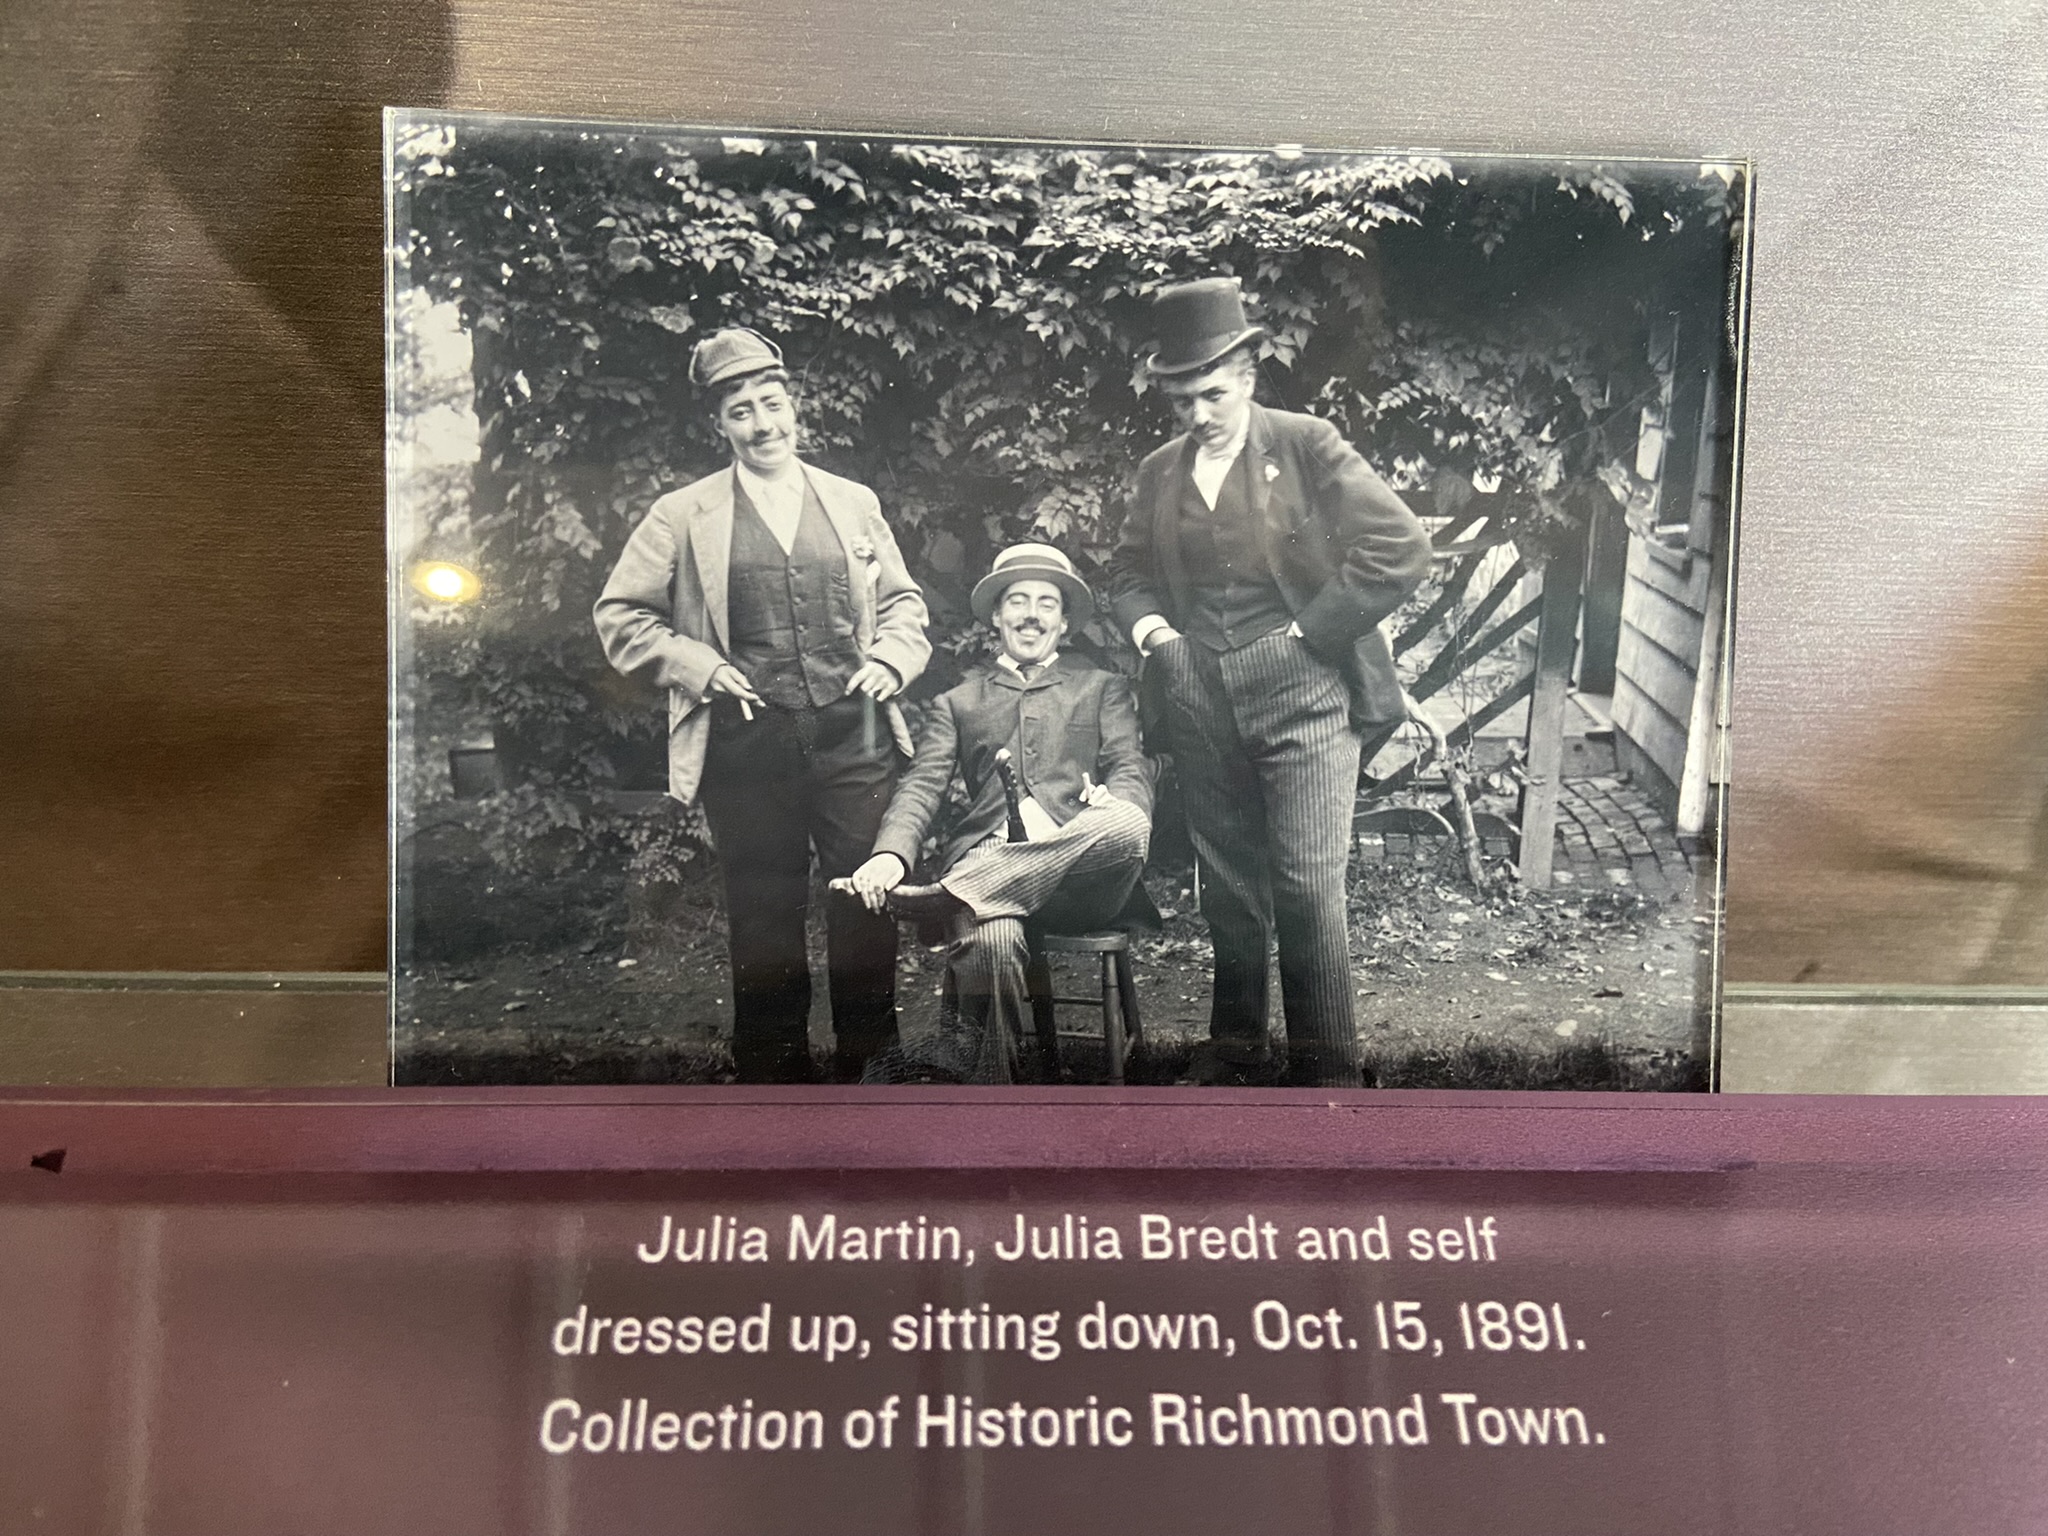 Julia Martin, Julia Bredt and self
dressed up, sitting down, Oct. 15, 1891.
Collection of Historic Richmond Town.